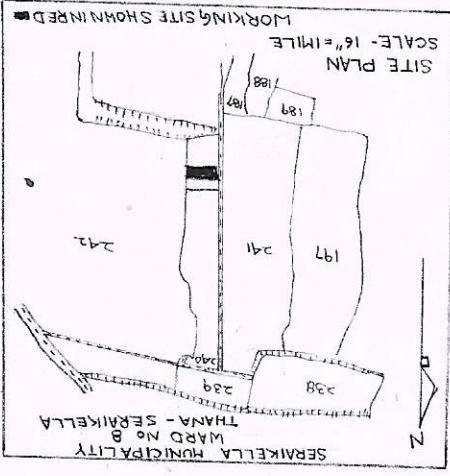 SERAIKELLA MUNICIPALITY
WARD No 8
THANA - SERAIKELLA
N
238
239
240
197
241
242
189
188
187
SITE PLAN
SCALE - 16"=1MILE
WORKING SITE SHOWN IN RED